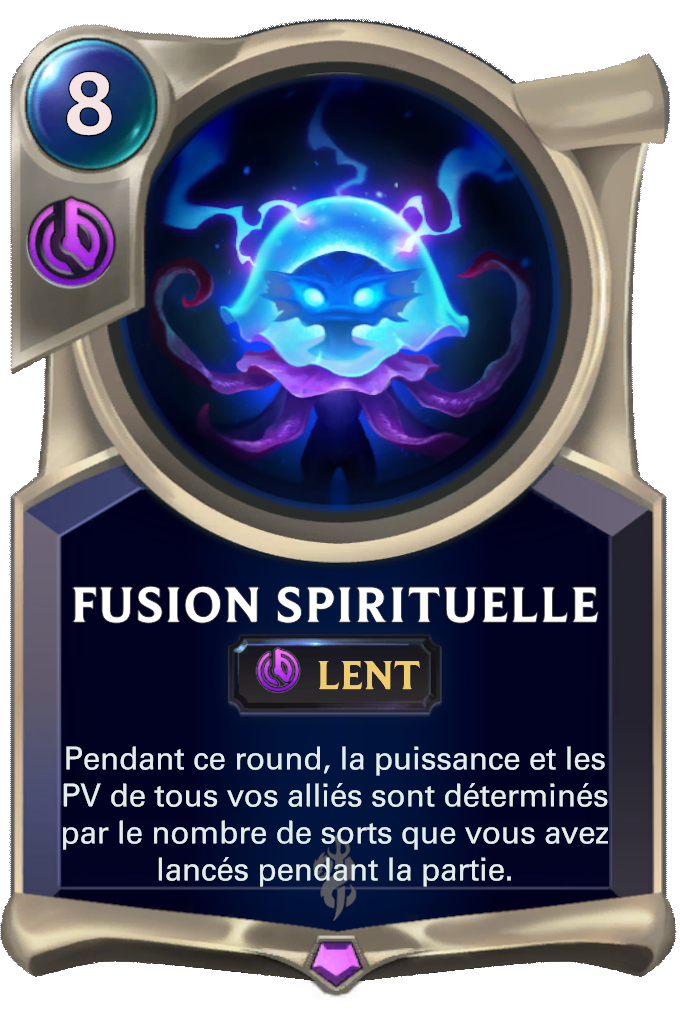 8
FUSION SPIRITUELLE
LENT
Pendant ce round, la puissance et les
PV de tous vos alliés sont déterminés
par le nombre de sorts que vous avez
lancés pendant la partie.